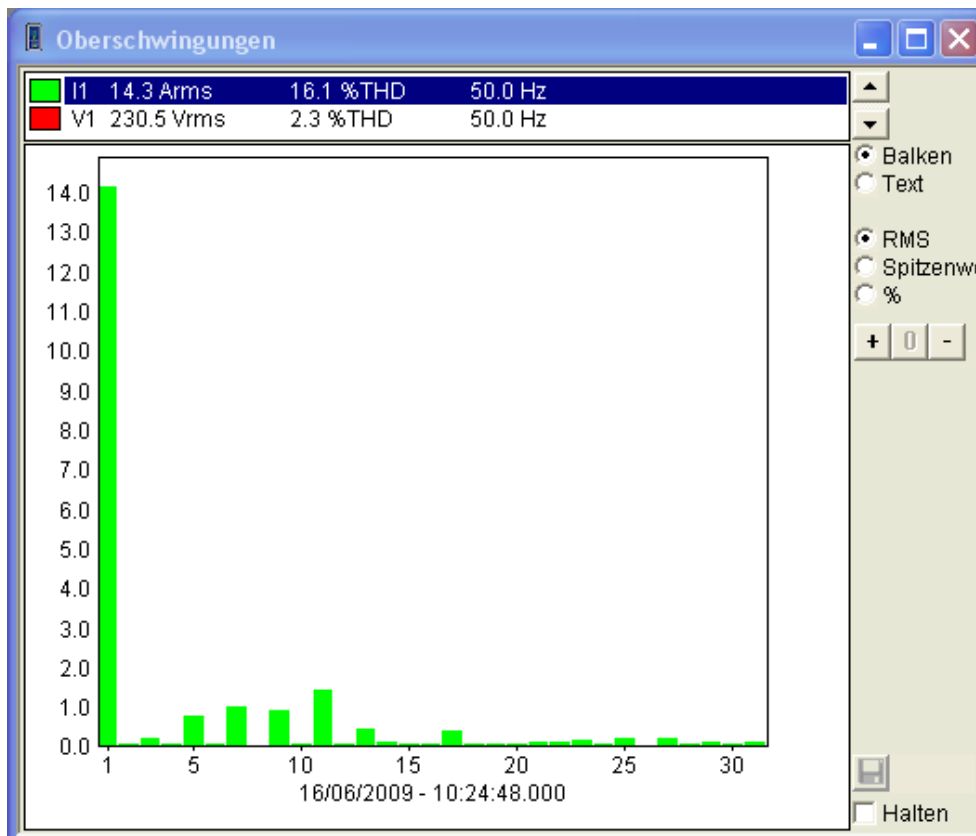 Oberschwingungen
I1 14.3 Arms 16.1 %THD 50.0 Hz
V1 230.5 Vrms 2.3 %THD 50.0 Hz
Balken
Text
RMS
Spitzenwe
%
+ 0 -
14.0
13.0
12.0
11.0
10.0
9.0
8.0
7.0
6.0
5.0
4.0
3.0
2.0
1.0
0.0
1 5 10 15 20 25 30
16/06/2009 - 10:24:48.000
Halten